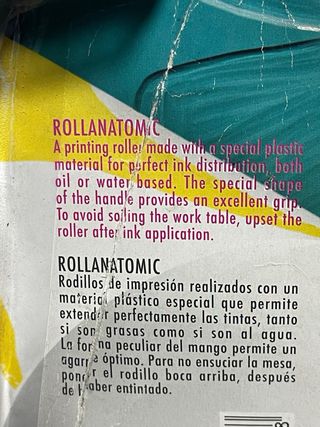 ROLLANATOMIC
A printing roller made with a special plastic
material for perfect ink distribution, both
oil or water based. The special shape
of the handle provides an excellent grip.
To avoid soiling the work table, upset the
roller after ink application.
ROLLANATOMIC
Rodillos de impresión realizados con un
material plástico especial que permite
extender perfectamente las tintas, tanto
si son grasas como si son al agua.
La forma peculiar del mango permite un
agarre óptimo. Para no ensuciar la mesa,
poner el rodillo boca arriba, después
de haber entintado.